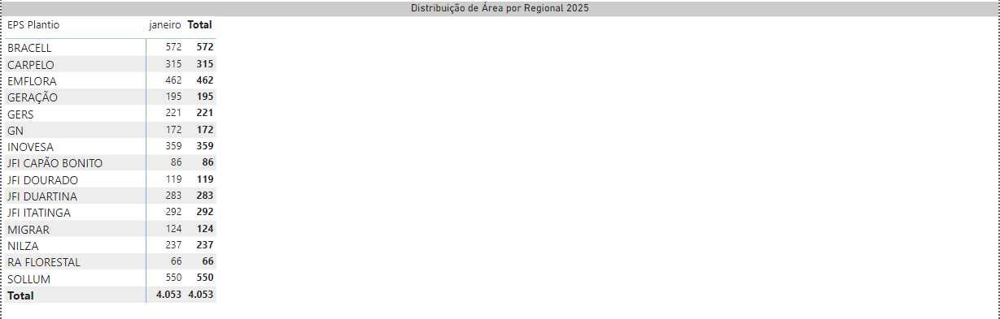 Distribuição de Área por Regional 2025
EPS Plantio janeiro Total
BRACELL 572 572
CARPELO 315 315
EMFLORA 462 462
GERAÇÃO 195 195
GERS 221 221
GN 172 172
INOVESA 359 359
JFI CAPÃO BONITO 86 86
JFI DOURADO 119 119
JFI DUARTINA 283 283
JFI ITATINGA 292 292
MIGRAR 124 124
NILZA 237 237
RA FLORESTAL 66 66
SOLLUM 550 550
Total 4.053 4.053